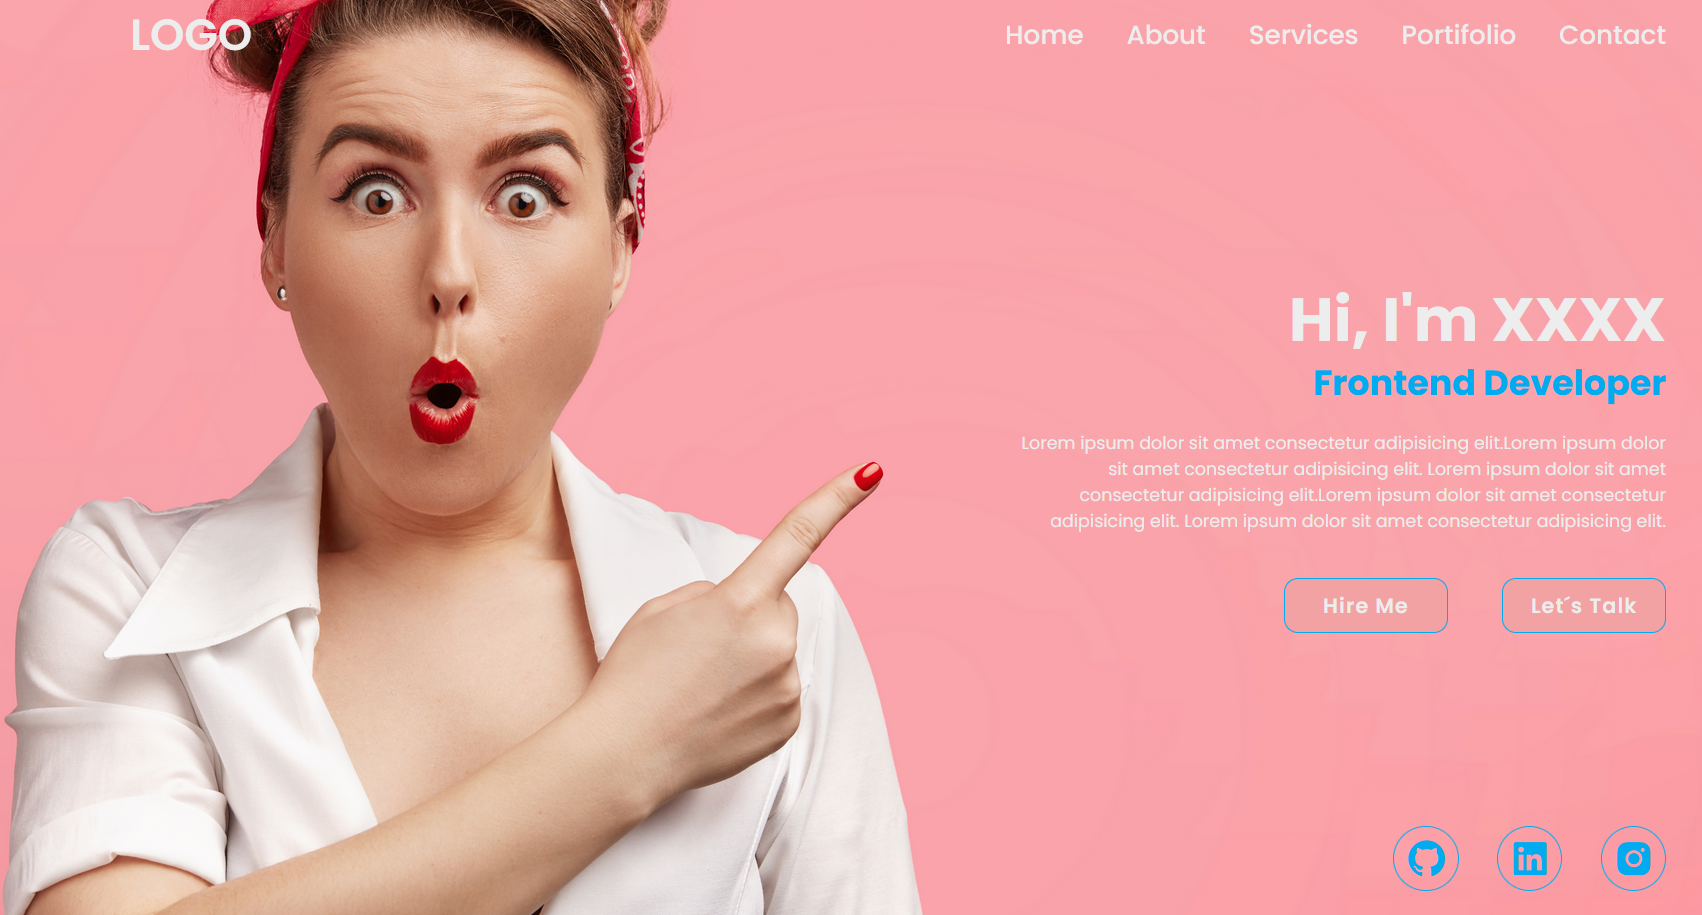 LOGO
Home About Services Portifolio Contact
Hi, I'm XXXX
Frontend Developer
Lorem ipsum dolor sit amet consectetur adipisicing elit.Lorem ipsum dolor
sit amet consectetur adipisicing elit. Lorem ipsum dolor sit amet
consectetur adipisicing elit.Lorem ipsum dolor sit amet consectetur
adipisicing elit. Lorem ipsum dolor sit amet consectetur adipisicing elit.
Hire Me Let´s Talk
in